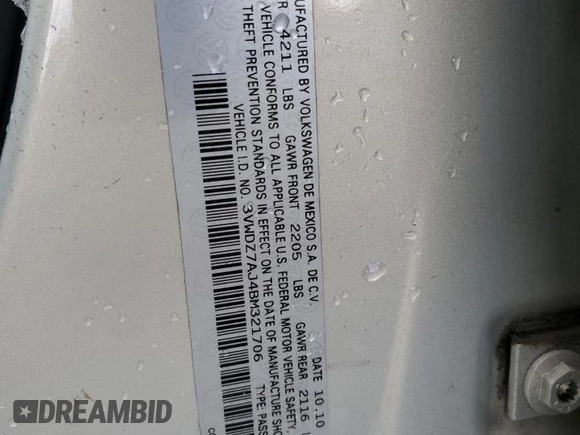 NUFACTURED BY VOLKSWAGEN DE MEXICO S.A. DE C.V. DATE 10.10
4211 LBS GAWR FRONT 2205 LBS GAWR REAR 2116
VEHICLE CONFORMS TO ALL APPLICABLE U.S. FEDERAL MOTOR VEHICLE SAFETY,
THEFT PREVENTION STANDARDS IN EFFECT ON THE DATE OF MANUFACTURE SHO
VEHICLE I.D. NO. 3VWDZ7AJ4BM321706 TYPE: PASS
DREAMBID